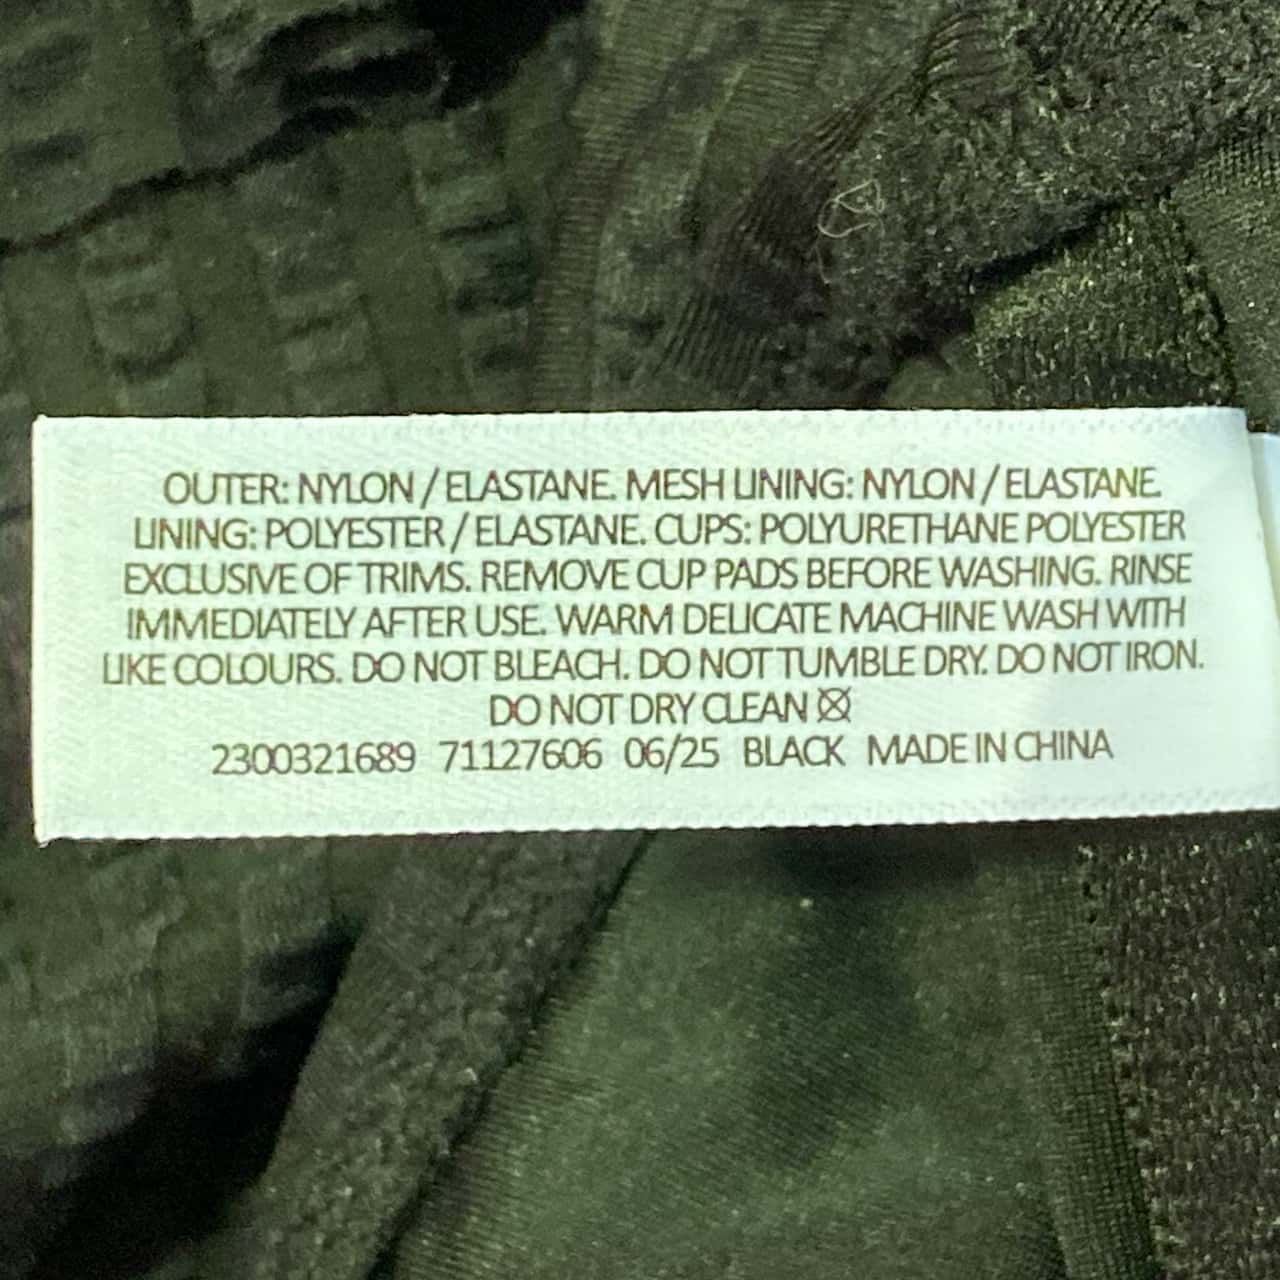 OUTER: NYLON / ELASTANE. MESH LINING: NYLON / ELASTANE.
LINING: POLYESTER / ELASTANE. CUPS: POLYURETHANE POLYESTER
EXCLUSIVE OF TRIMS. REMOVE CUP PADS BEFORE WASHING. RINSE
IMMEDIATELY AFTER USE. WARM DELICATE MACHINE WASH WITH
LIKE COLOURS. DO NOT BLEACH. DO NOT TUMBLE DRY. DO NOT IRON.
DO NOT DRY CLEAN
2300321689 71127606 06/25 BLACK MADE IN CHINA